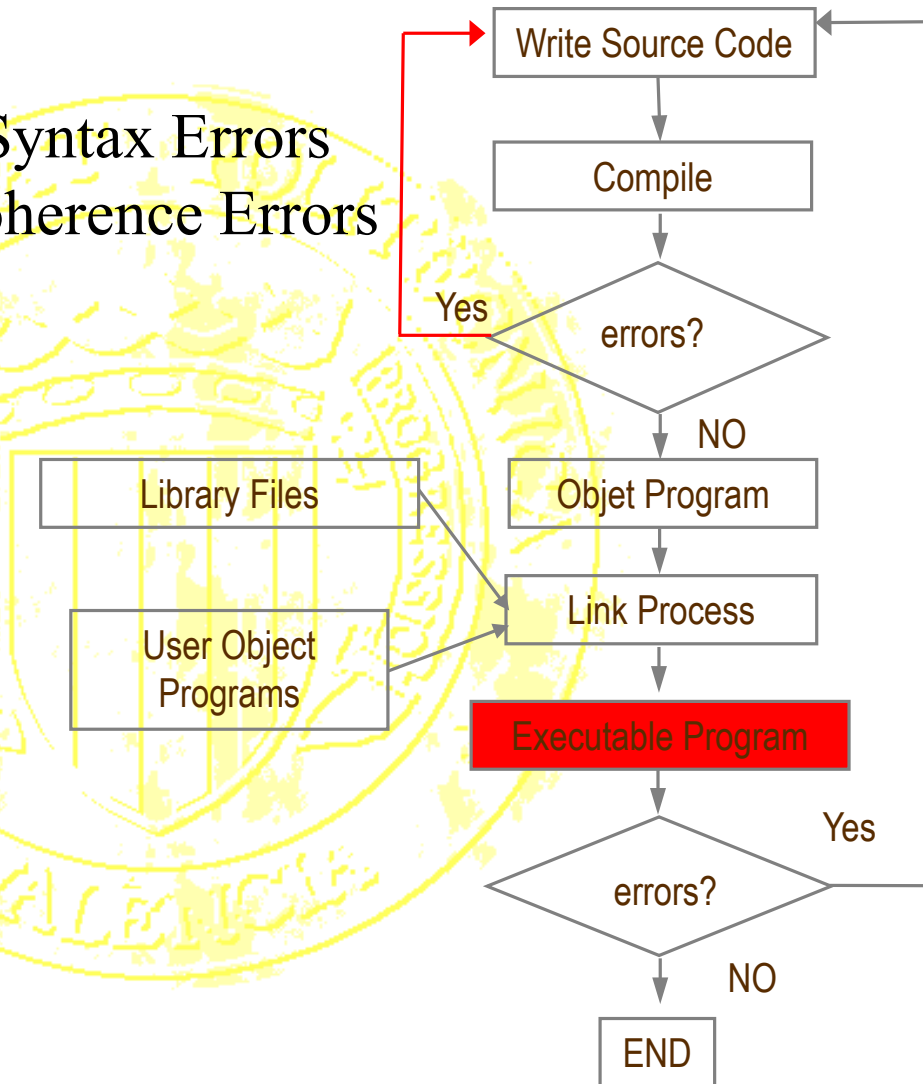 Write Source Code
Syntax Errors
Coherence Errors
Compile
Yes
errors?
NO
Library Files
Objet Program
User Object
Programs
Link Process
Executable Program
Yes
errors?
NO
END